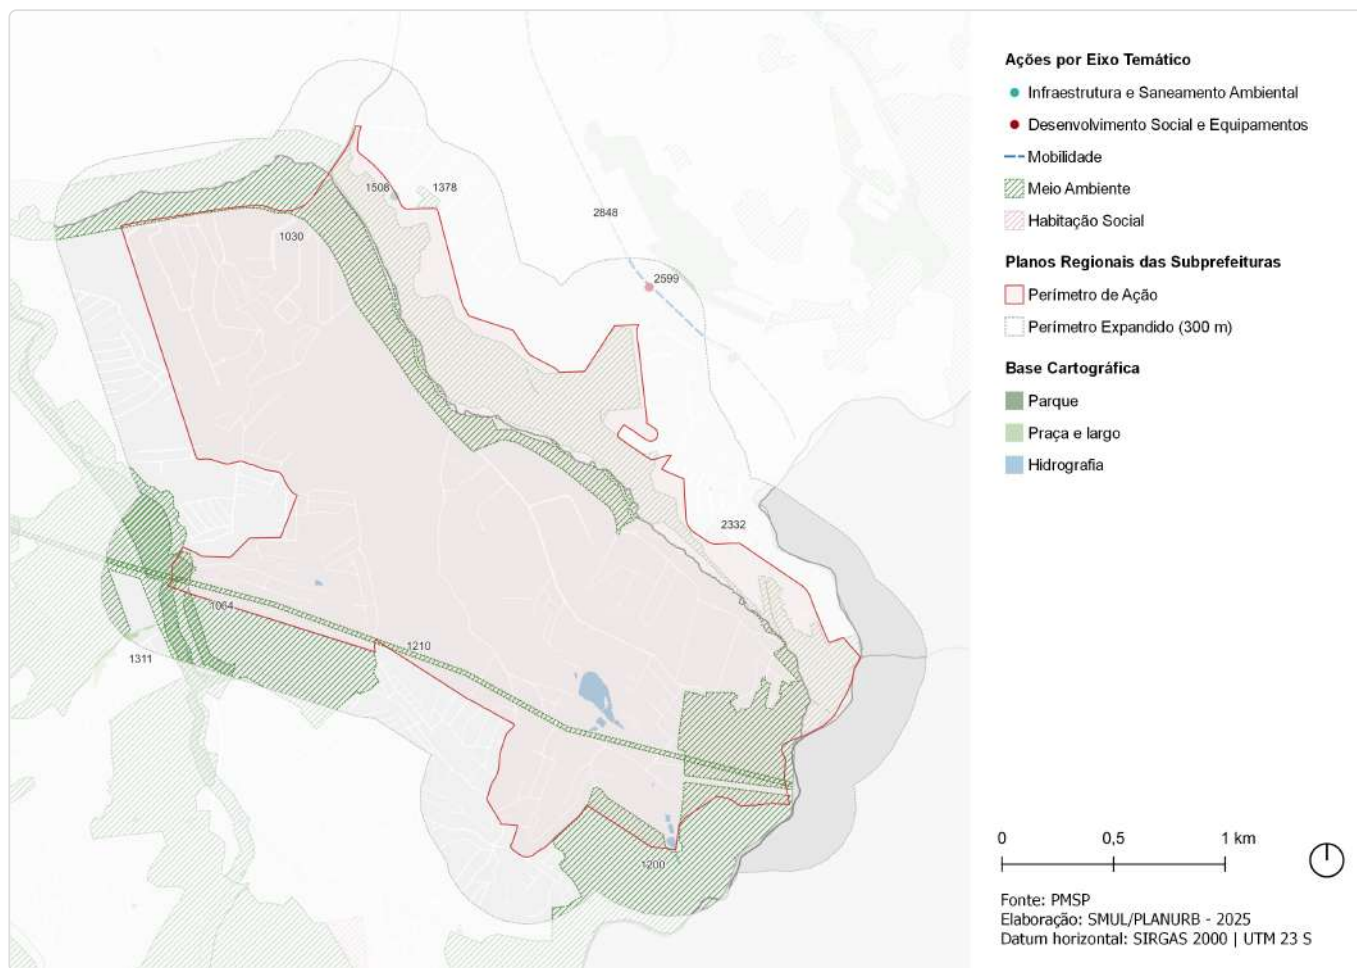 Ações por Eixo Temático
Infraestrutura e Saneamento Ambiental
Desenvolvimento Social e Equipamentos
Mobilidade
Meio Ambiente
Habitação Social
Planos Regionais das Subprefeituras
Perímetro de Ação
Perímetro Expandido (300 m)
Base Cartográfica
Parque
Praça e largo
Hidrografia
1508
1378
2848
1030
2599
2332
1064
1210
1311
1200
0 0,5 1 km
Fonte: PMSP
Elaboração: SMUL/PLANURB - 2025
Datum horizontal: SIRGAS 2000 | UTM 23 S